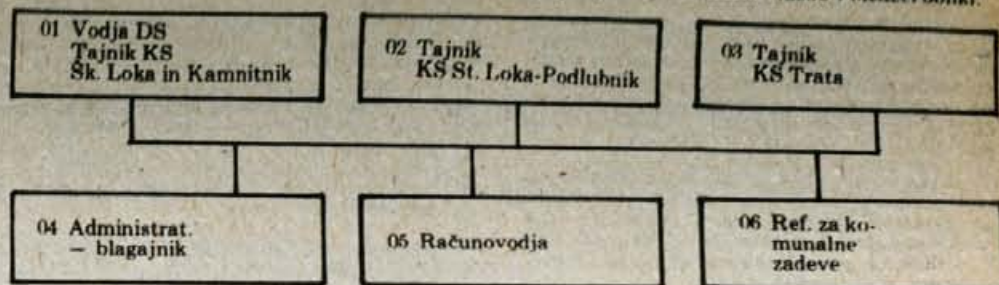 01 Vodja DS
Tajnik KS
Šk. Loka in Kamnitnik
02 Tajnik
KS St. Loka-Podlubnik
03 Tajnik
KS Trata
04 Administrat.
– blagajnik
05 Računovodja
06 Ref. za ko-
munalne
zadeve